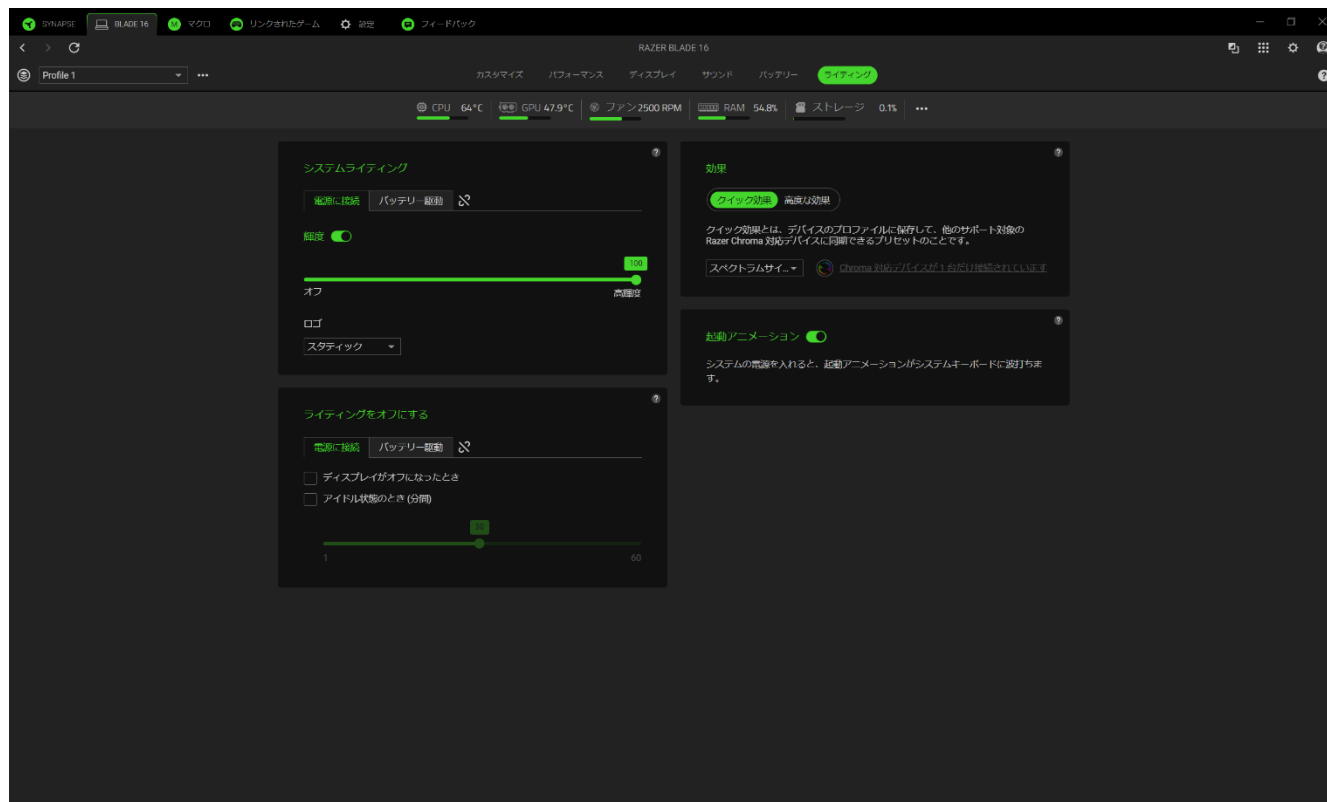 SYNAPSE BLADE 16 マクロ リンクされたゲーム 設定 フィードバック
RAZER BLADE 16
Profile 1 カスタマイズ パフォーマンス ディスプレイ サウンド バッテリー ライティング
CPU 64°C GPU 47.9°C ファン 2500 RPM RAM 54.8% ストレージ 0.1%
システムライティング
電源に接続 バッテリー駆動
輝度
100
オフ 高輝度
ロゴ
スタティック
ライティングをオフにする
電源に接続 バッテリー駆動
ディスプレイがオフになったとき
アイドル状態のとき (分間)
30
1 60
効果
クイック効果 高度な効果
クイック効果とは、デバイスのプロファイルに保存して、他のサポート対象の
Razer Chroma 対応デバイスに同期できるプリセットのことです。
スペクトラムサイ... Chroma 対応デバイスが 1 台だけ接続されています
起動アニメーション
システムの電源を入れると、起動アニメーションがシステムキーボードに波打ちま
す。